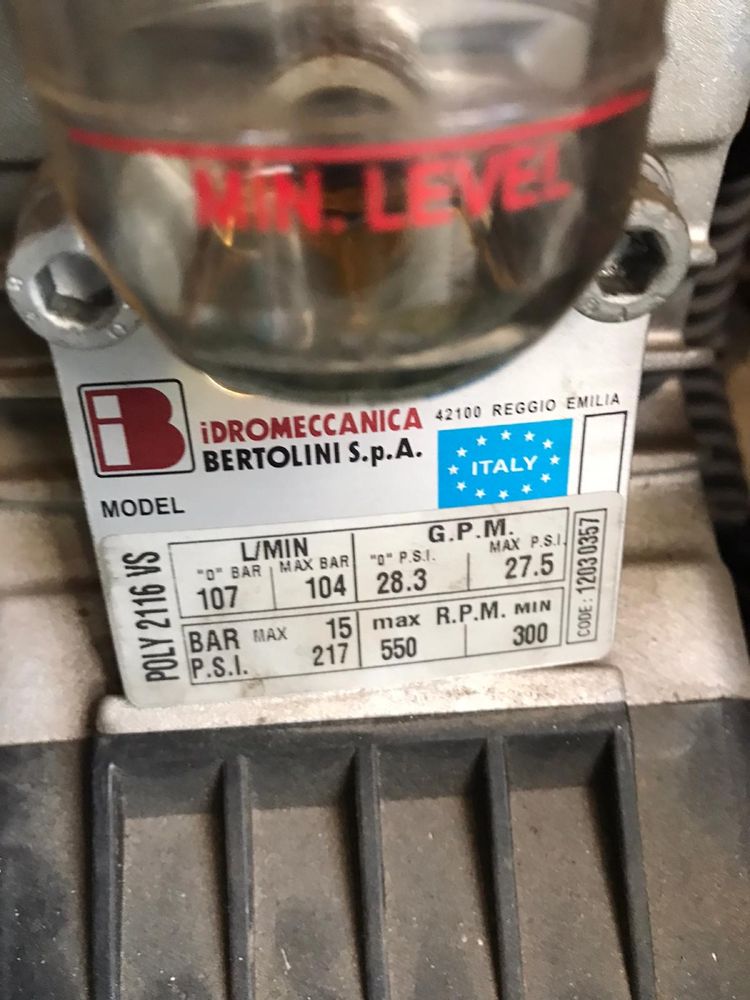 MIN. LEVEL
iB
iDROMECCANICA
BERTOLINI S.p.A.
42100 REGGIO EMILIA
ITALY
MODEL
POLY 2116 VS
L/MIN
"0" BAR MAX BAR
107 104
G.P.M.
"0" P.S.I. MAX P.S.I.
28.3 27.5
BAR MAX 15
P.S.I. 217
max R.P.M. MIN
550 300
CODE: 12030357